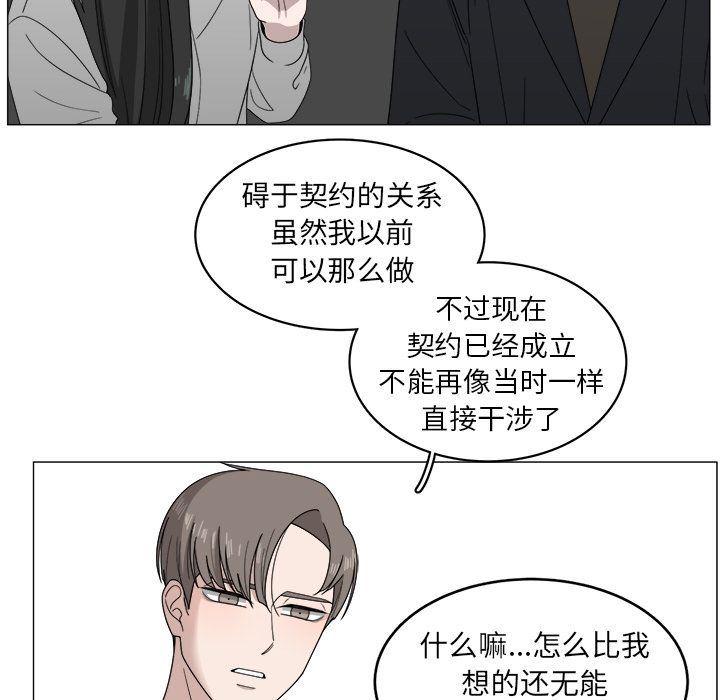 碍于契约的关系
虽然我以前
可以那么做
不过现在
契约已经成立
不能再像当时一样
直接干涉了
什么嘛...怎么比我
想的还无能